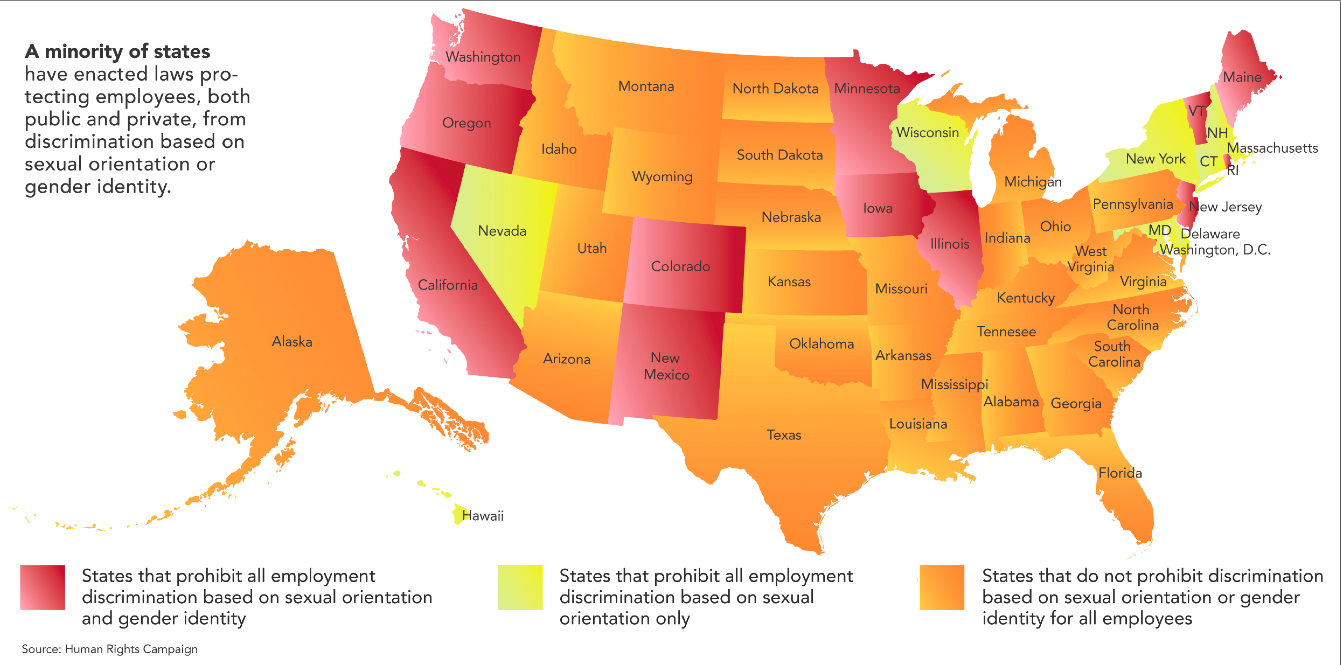 A minority of states
have enacted laws pro-
tecting employees, both
public and private, from
discrimination based on
sexual orientation or
gender identity.
Washington
Oregon
California
Nevada
Idaho
Montana
Wyoming
Utah
Arizona
Colorado
New
Mexico
North Dakota
South Dakota
Nebraska
Kansas
Oklahoma
Texas
Minnesota
Iowa
Missouri
Arkansas
Louisiana
Wisconsin
Illinois
Michigan
Indiana
Ohio
Kentucky
Tennesee
Mississippi
Alabama
Georgia
Florida
South
Carolina
North
Carolina
Virginia
West
Virginia
Pennsylvania
New York
Maine
VT
NH
Massachusetts
CT
RI
New Jersey
MD
Delaware
Washington, D.C.
Alaska
Hawaii
States that prohibit all employment
discrimination based on sexual orientation
and gender identity
States that prohibit all employment
discrimination based on sexual
orientation only
States that do not prohibit discrimination
based on sexual orientation or gender
identity for all employees
Source: Human Rights Campaign